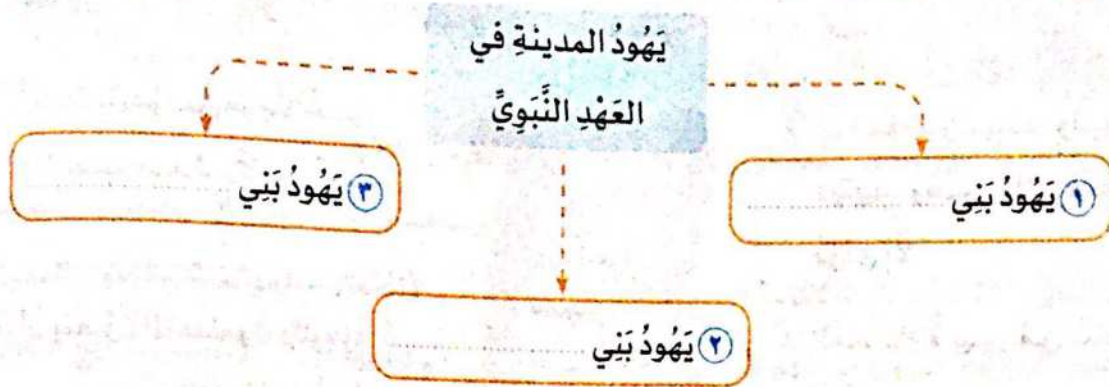 يَهُودُ المدينةِ في
العَهْدِ النَّبَوِيِّ
١ يَهُودُ بَنِي ....................
٢ يَهُودُ بَنِي ....................
٣ يَهُودُ بَنِي ....................